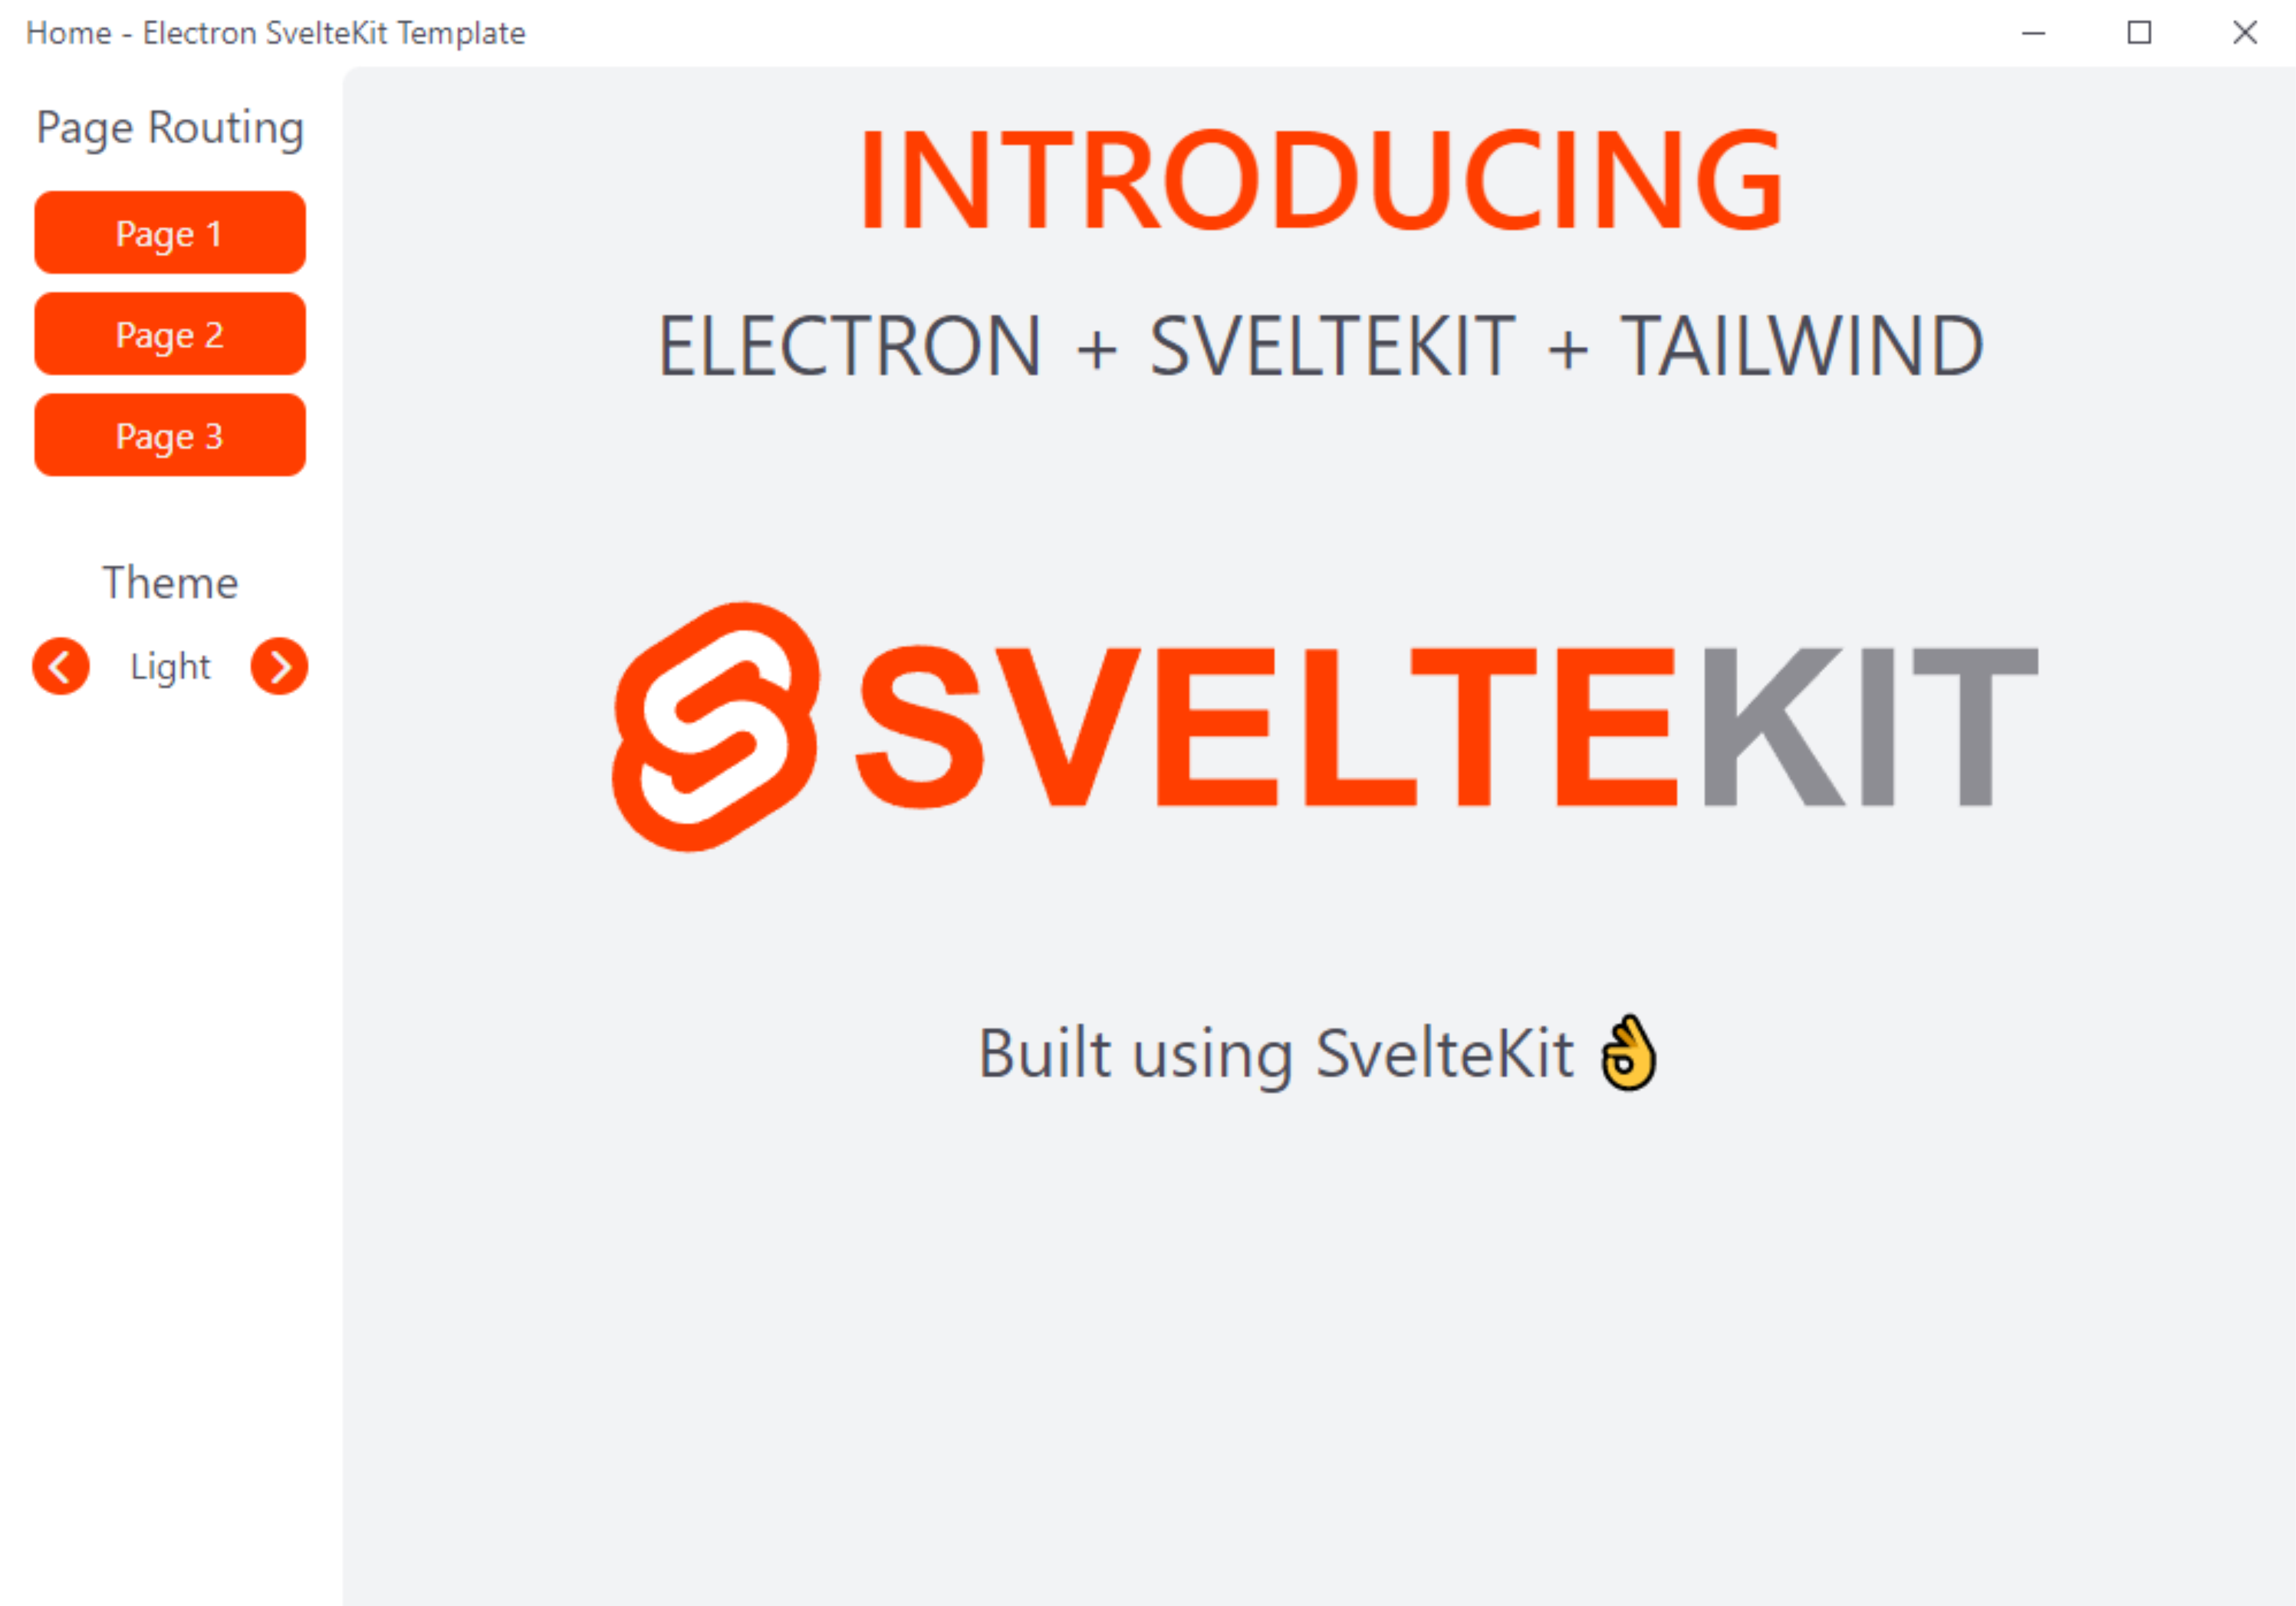 Home - Electron SvelteKit Template
Page Routing
Page 1
Page 2
Page 3
Theme
Light
INTRODUCING
ELECTRON + SVELTEKIT + TAILWIND
SVELTEKIT
Built using SvelteKit 👌